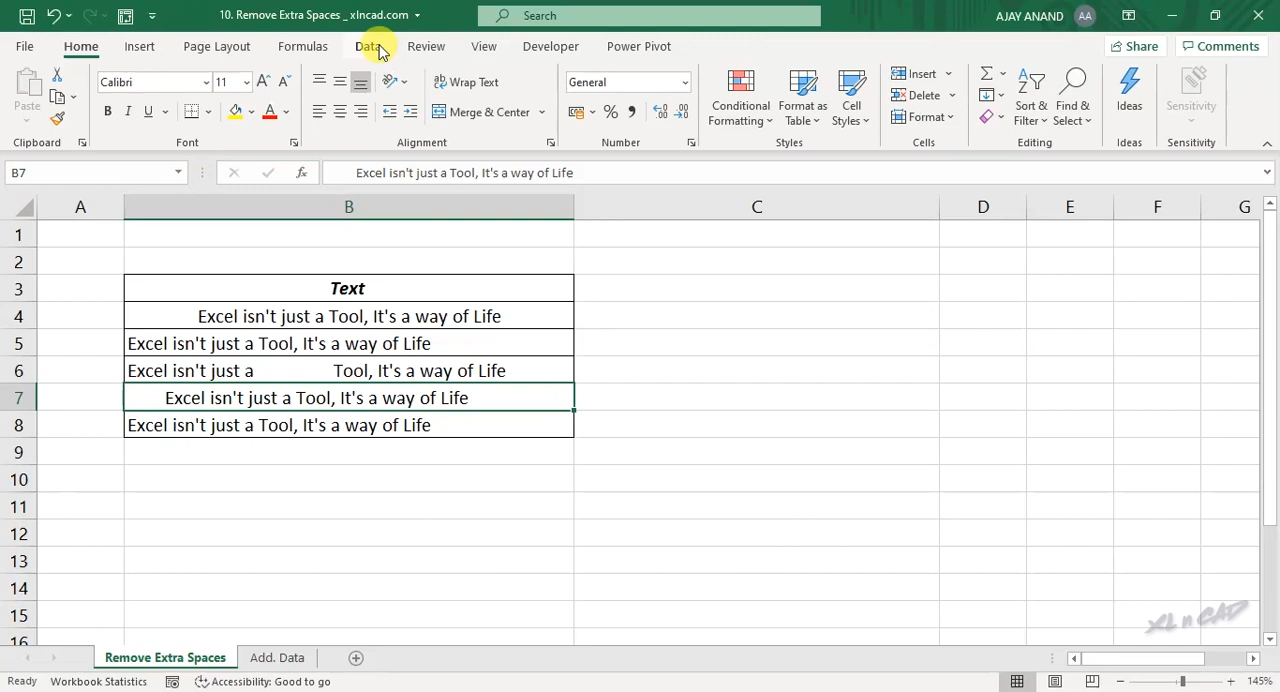 10. Remove Extra Spaces _ xlncad.com
Search
AJAY ANAND AA
File Home Insert Page Layout Formulas Data Review View Developer Power Pivot Share Comments
Paste
Calibri 11
Wrap Text
General
Conditional Formatting
Format as Table
Cell Styles
Insert
Delete
Format
Sort & Filter
Find & Select
Ideas
Sensitivity
B I U A
Merge & Center
Clipboard Font Alignment Number Styles Cells Editing Ideas Sensitivity
B7 fx Excel isn't just a Tool, It's a way of Life
A B C D E F G
1
2
3 Text
4 Excel isn't just a Tool, It's a way of Life
5 Excel isn't just a Tool, It's a way of Life
6 Excel isn't just a Tool, It's a way of Life
7 Excel isn't just a Tool, It's a way of Life
8 Excel isn't just a Tool, It's a way of Life
9
10
11
12
13
14
15
16
XL n CAD
Remove Extra Spaces Add. Data
Ready Workbook Statistics Accessibility: Good to go 145%